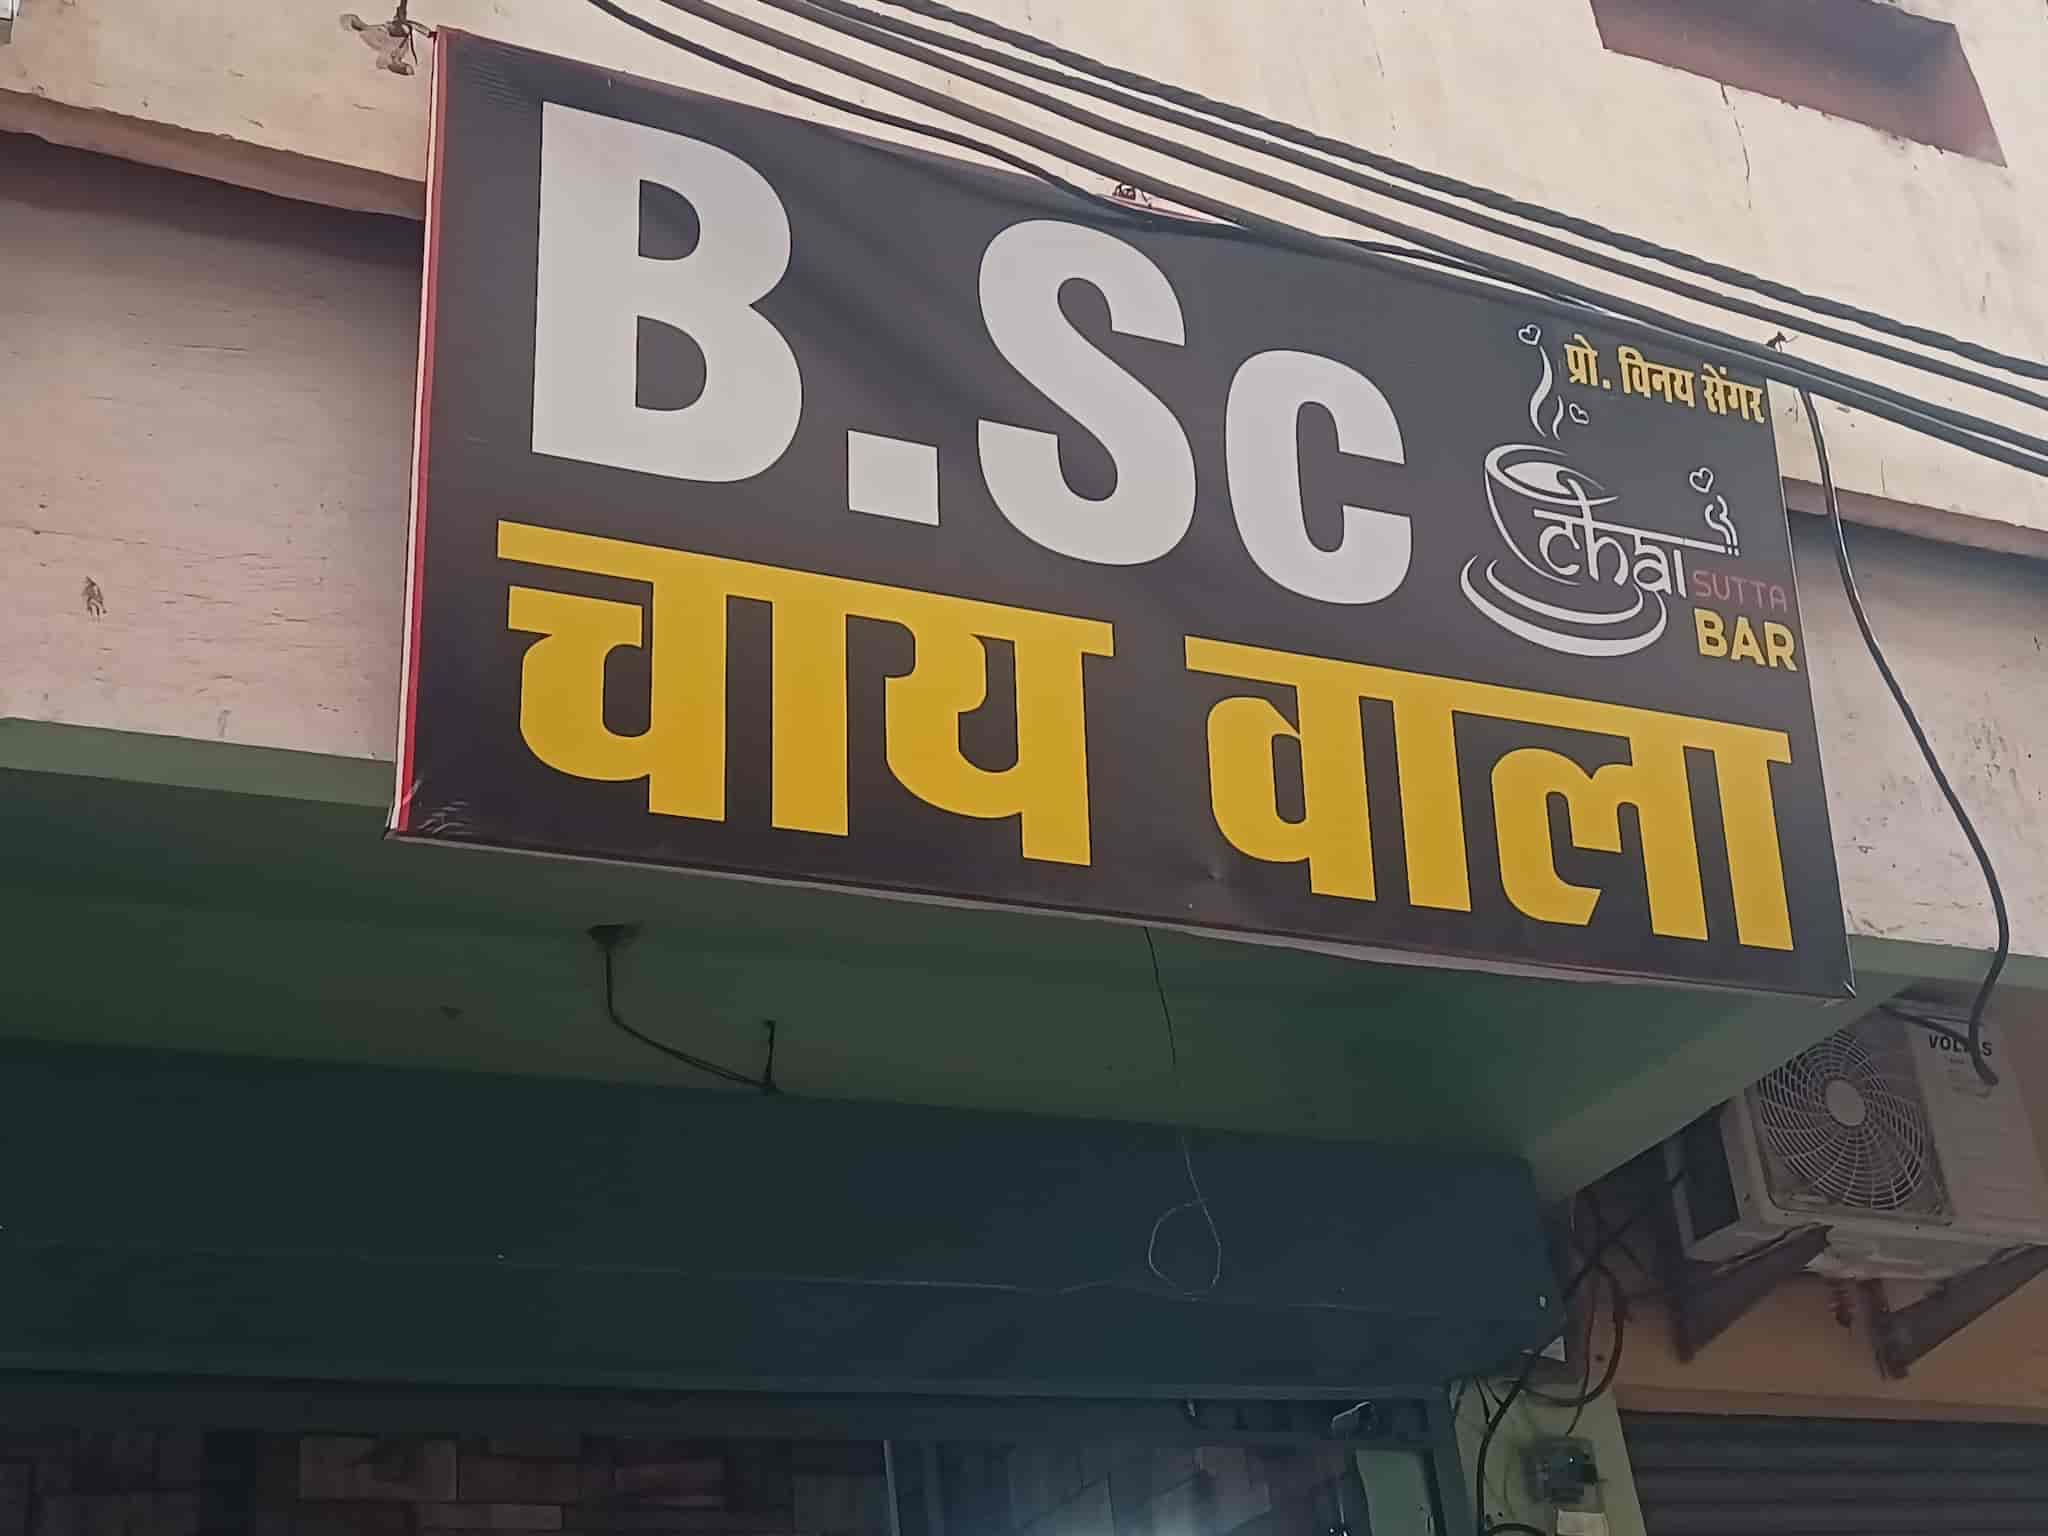 B.Sc
प्रो. विनय सेंगर
chai
SUTTA
BAR
चाय वाला